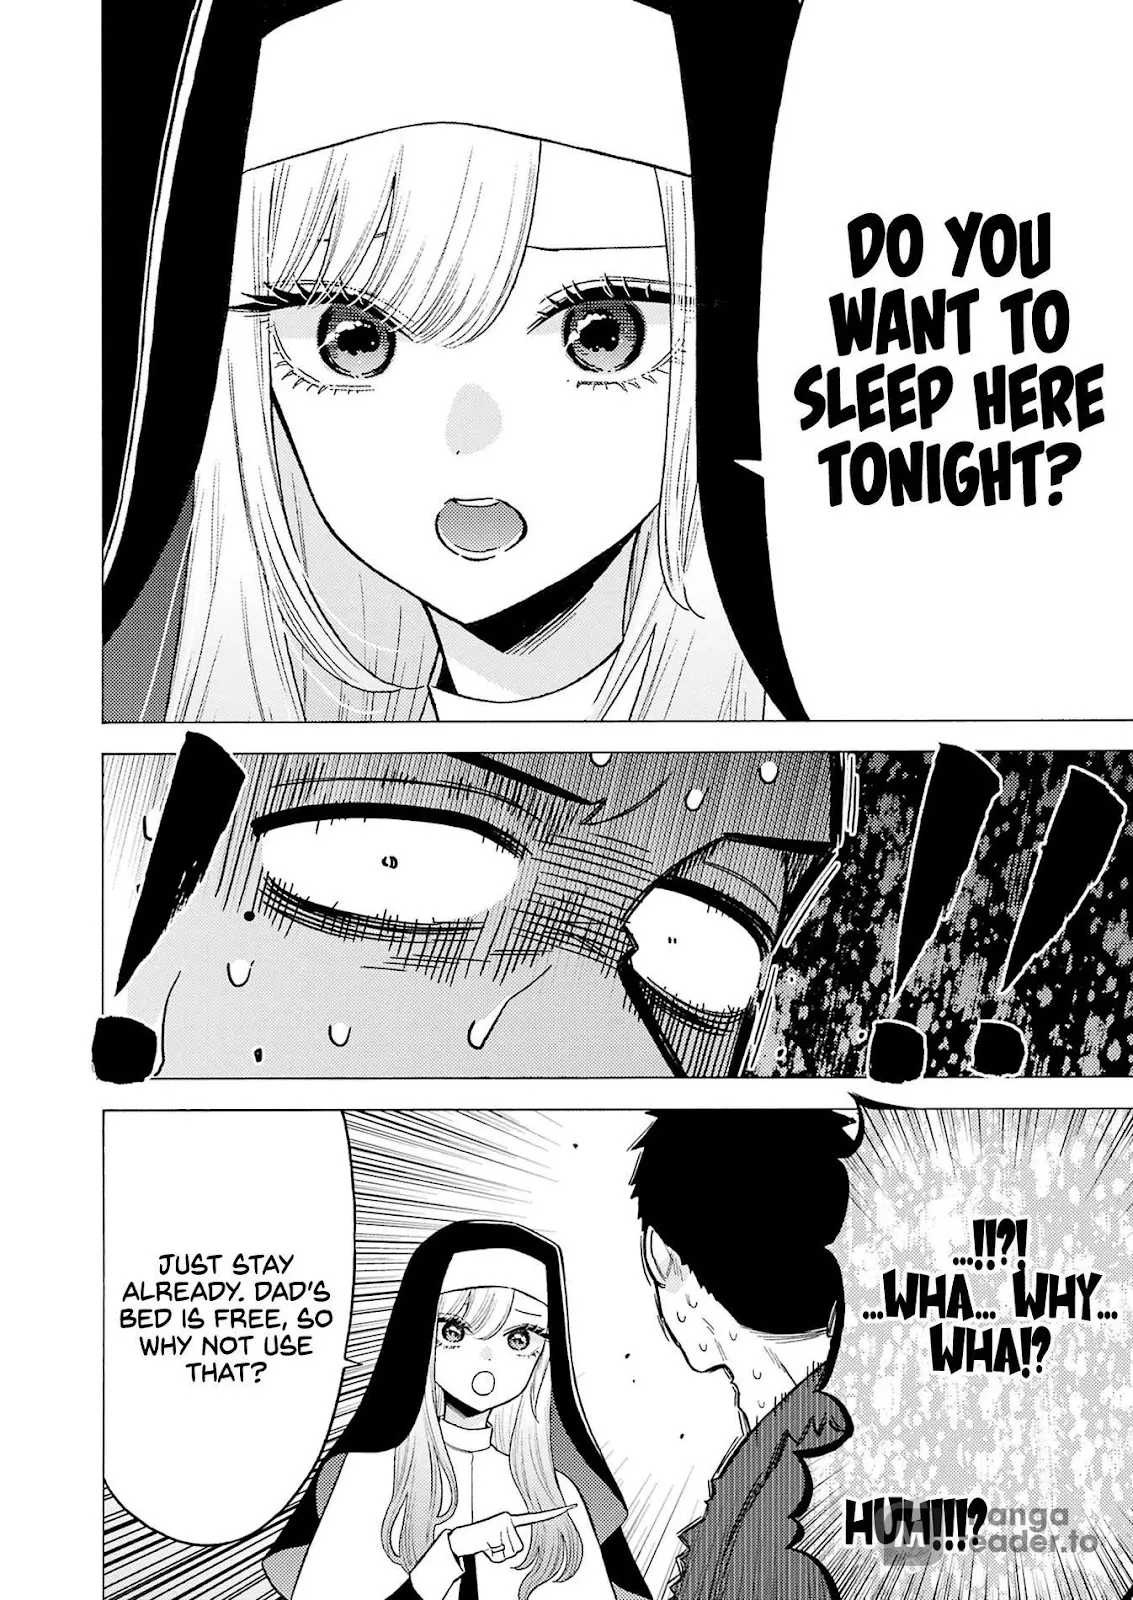 DO YOU
WANT TO
SLEEP HERE
TONIGHT?
...!!?!
...WHA... WHY...
WHA!?
HUH!!!!?
JUST STAY
ALREADY. DAD'S
BED IS FREE, SO
WHY NOT USE
THAT?
manga
reader.to